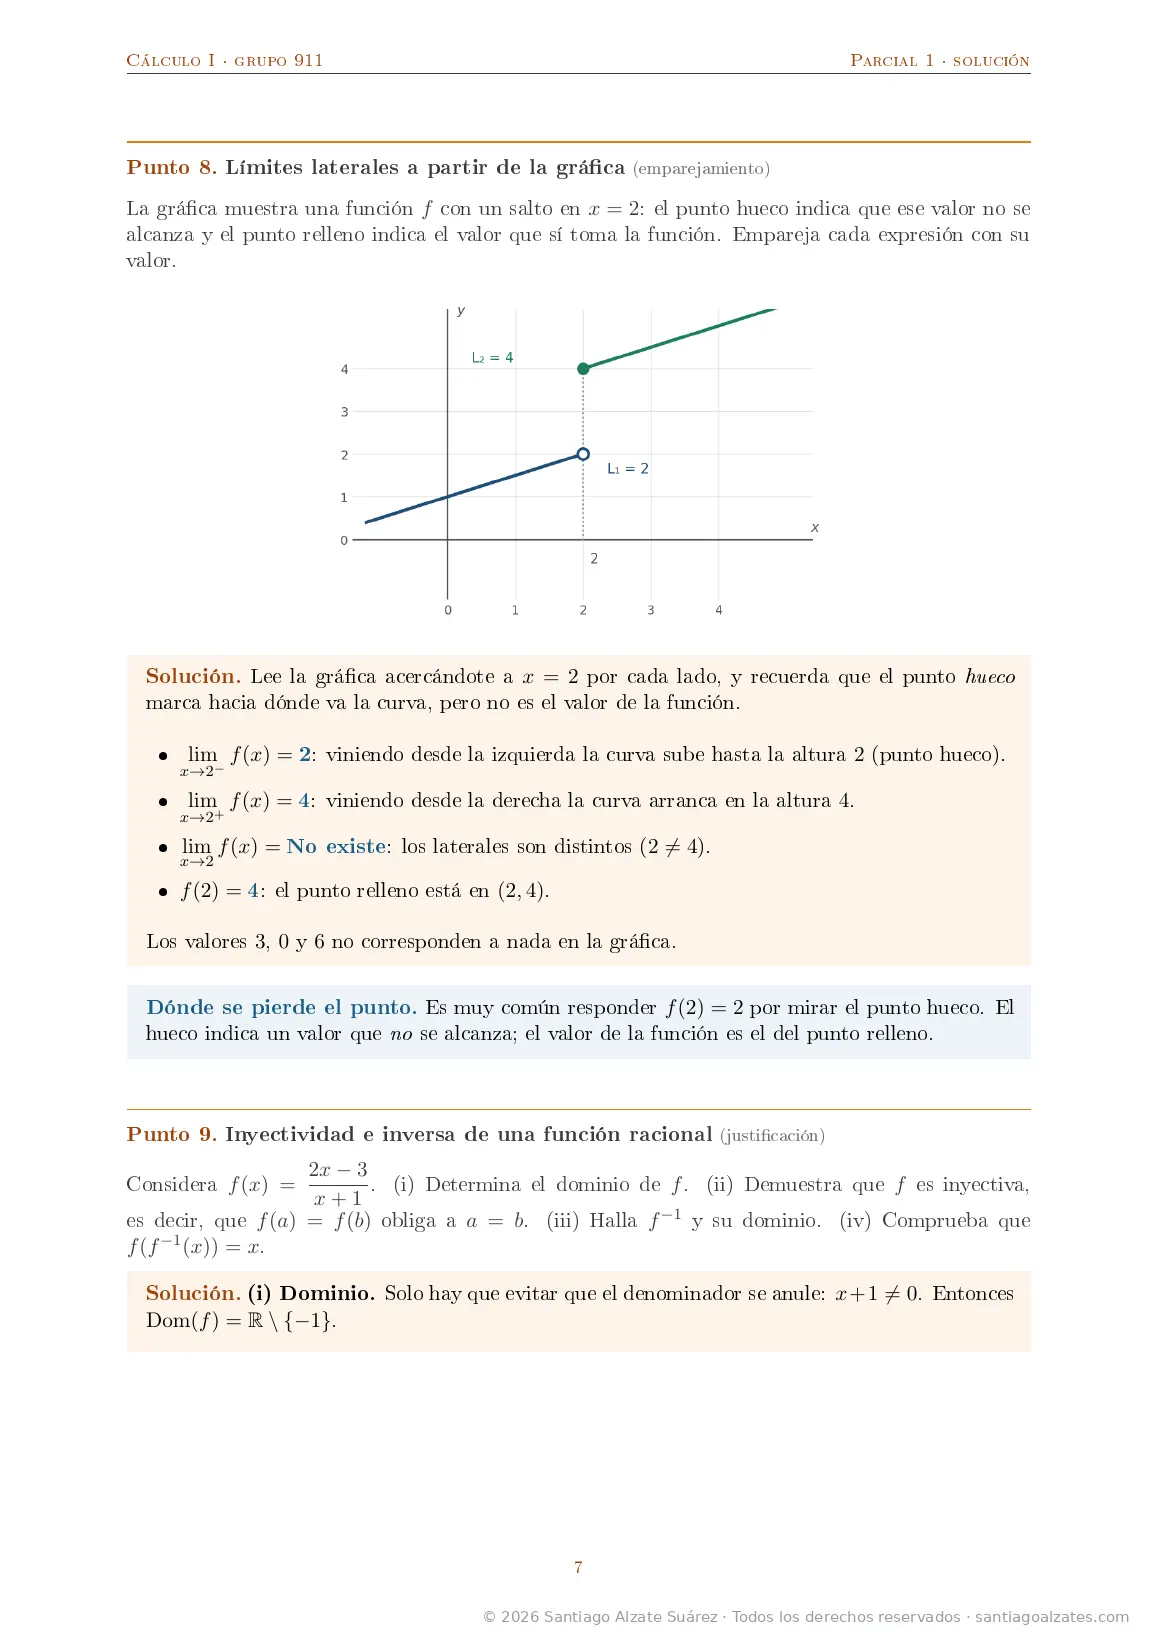 Cálculo I · grupo 911 Parcial 1 · solución
Punto 8. Límites laterales a partir de la gráfica (emparejamiento)
La gráfica muestra una función f con un salto en x = 2: el punto hueco indica que ese valor no se
alcanza y el punto relleno indica el valor que sí toma la función. Empareja cada expresión con su
valor.
y
L₂ = 4
4
3
2
L₁ = 2
1
x
0
2
0 1 2 3 4
Solución. Lee la gráfica acercándote a x = 2 por cada lado, y recuerda que el punto hueco
marca hacia dónde va la curva, pero no es el valor de la función.
• lim x→2⁻ f(x) = 2: viniendo desde la izquierda la curva sube hasta la altura 2 (punto hueco).
• lim x→2⁺ f(x) = 4: viniendo desde la derecha la curva arranca en la altura 4.
• lim x→2 f(x) = No existe: los laterales son distintos (2 ≠ 4).
• f(2) = 4: el punto relleno está en (2, 4).
Los valores 3, 0 y 6 no corresponden a nada en la gráfica.
Dónde se pierde el punto. Es muy común responder f(2) = 2 por mirar el punto hueco. El
hueco indica un valor que no se alcanza; el valor de la función es el del punto relleno.
Punto 9. Inyectividad e inversa de una función racional (justificación)
Considera f(x) = (2x − 3)/(x + 1). (i) Determina el dominio de f. (ii) Demuestra que f es inyectiva,
es decir, que f(a) = f(b) obliga a a = b. (iii) Halla f⁻¹ y su dominio. (iv) Comprueba que
f(f⁻¹(x)) = x.
Solución. (i) Dominio. Solo hay que evitar que el denominador se anule: x + 1 ≠ 0. Entonces
Dom(f) = ℝ \ {−1}.
7
© 2026 Santiago Alzate Suárez · Todos los derechos reservados · santiagoalzates.com